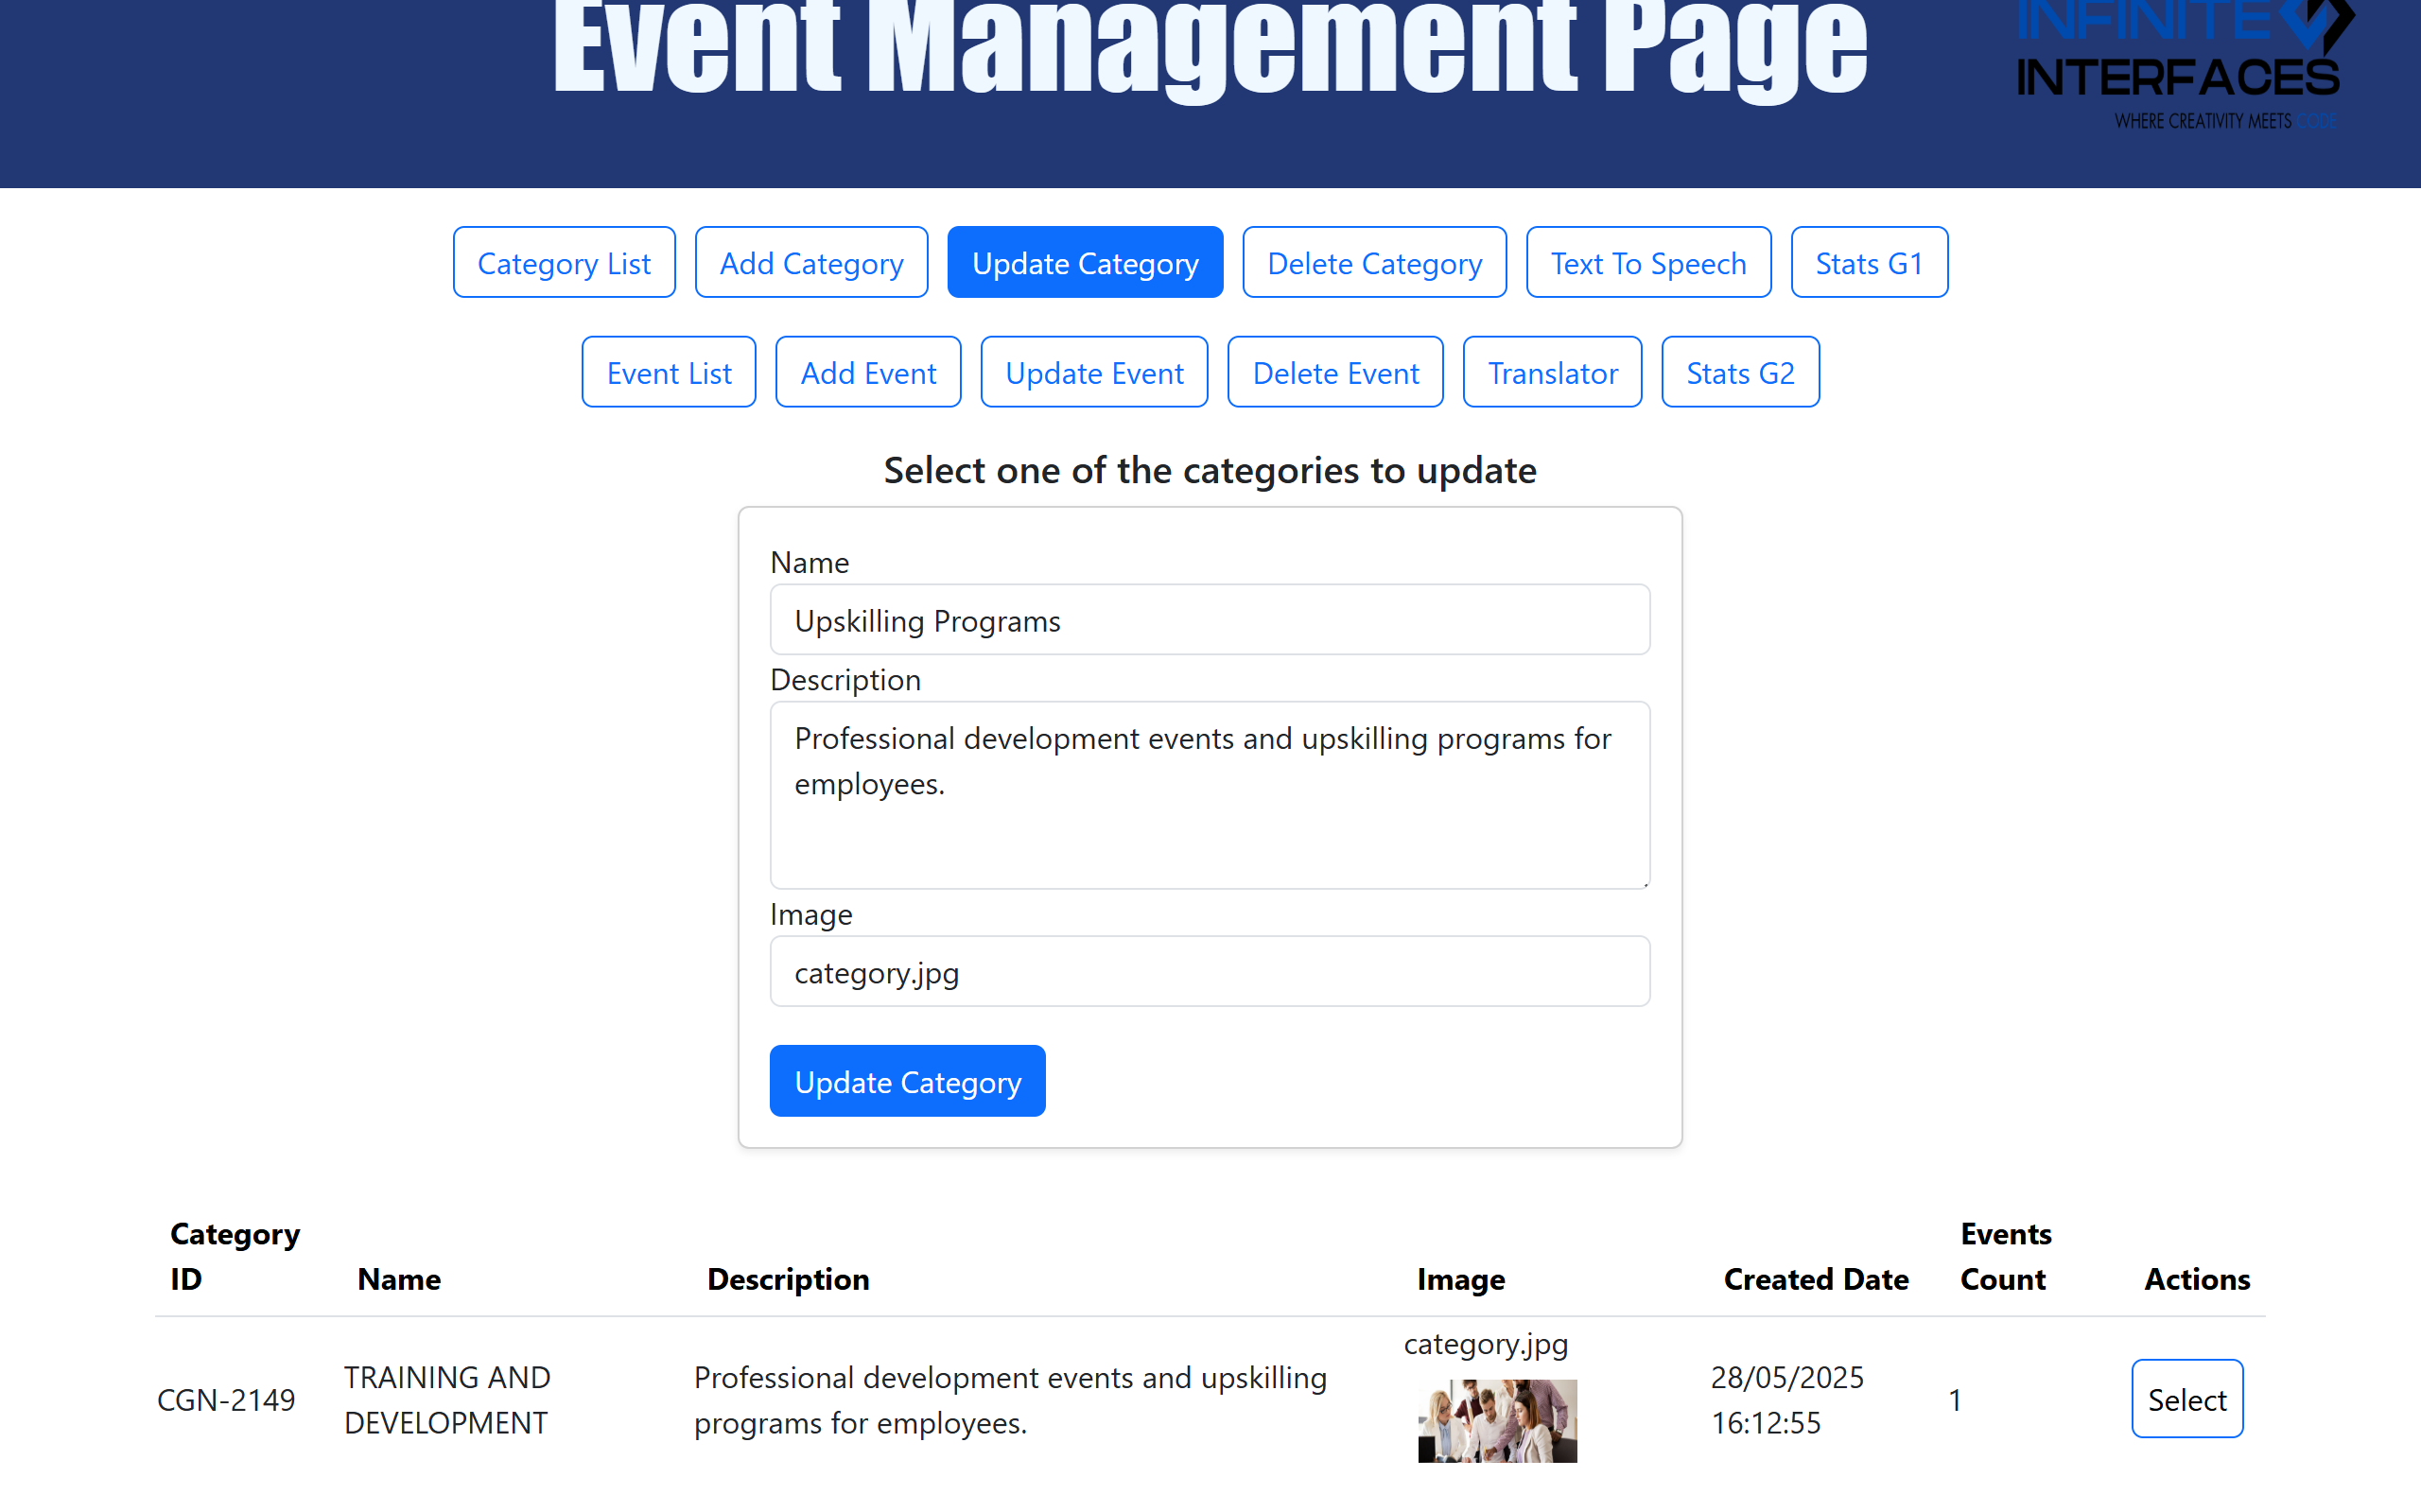 Event Management Page
INFINITE
INTERFACES
WHERE CREATIVITY MEETS CODE
Category List
Add Category
Update Category
Delete Category
Text To Speech
Stats G1
Event List
Add Event
Update Event
Delete Event
Translator
Stats G2
Select one of the categories to update
Name
Upskilling Programs
Description
Professional development events and upskilling programs for
employees.
Image
category.jpg
Update Category
Category
ID
Name
Description
Image
Created Date
Events
Count
Actions
CGN-2149
TRAINING AND
DEVELOPMENT
Professional development events and upskilling
programs for employees.
category.jpg
28/05/2025
16:12:55
1
Select